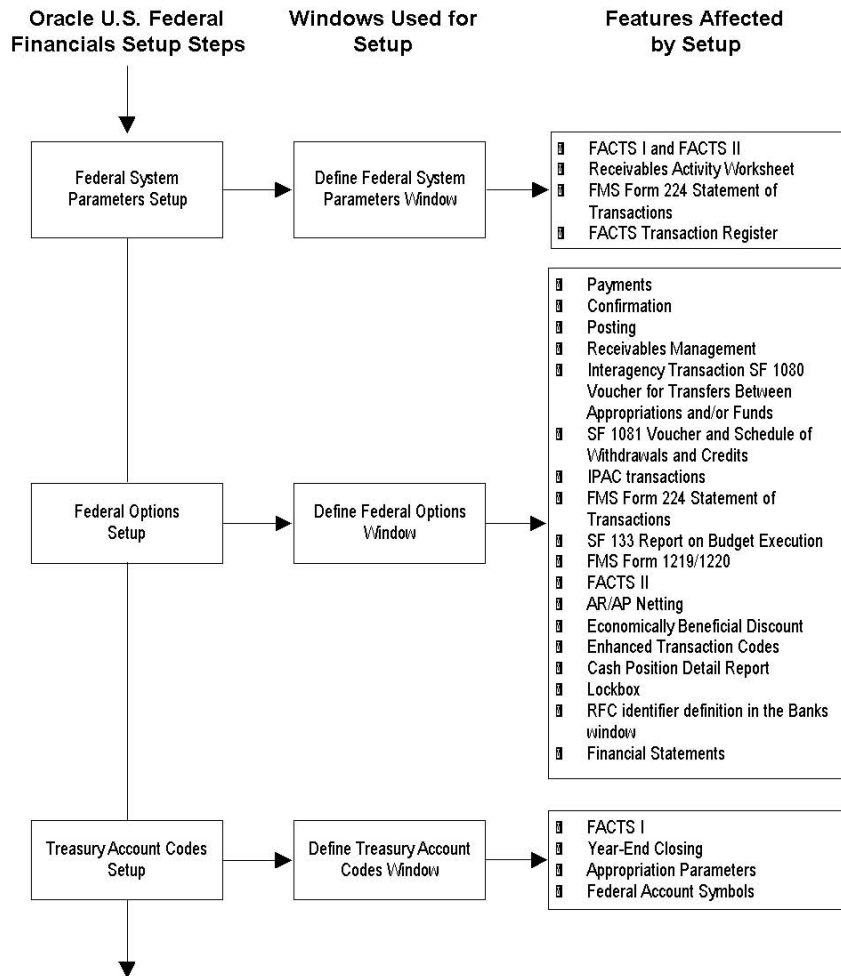 Oracle U.S. Federal
Financials Setup Steps
Windows Used for
Setup
Features Affected
by Setup
Federal System
Parameters Setup
Define Federal System
Parameters Window
FACTS I and FACTS II
Receivables Activity Worksheet
FMS Form 224 Statement of
Transactions
FACTS Transaction Register
Federal Options
Setup
Define Federal Options
Window
Payments
Confirmation
Posting
Receivables Management
Interagency Transaction SF 1080
Voucher for Transfers Between
Appropriations and/or Funds
SF 1081 Voucher and Schedule of
Withdrawals and Credits
IPAC transactions
FMS Form 224 Statement of
Transactions
SF 133 Report on Budget Execution
FMS Form 1219/1220
FACTS II
AR/AP Netting
Economically Beneficial Discount
Enhanced Transaction Codes
Cash Position Detail Report
Lockbox
RFC identifier definition in the Banks
window
Financial Statements
Treasury Account Codes
Setup
Define Treasury Account
Codes Window
FACTS I
Year-End Closing
Appropriation Parameters
Federal Account Symbols